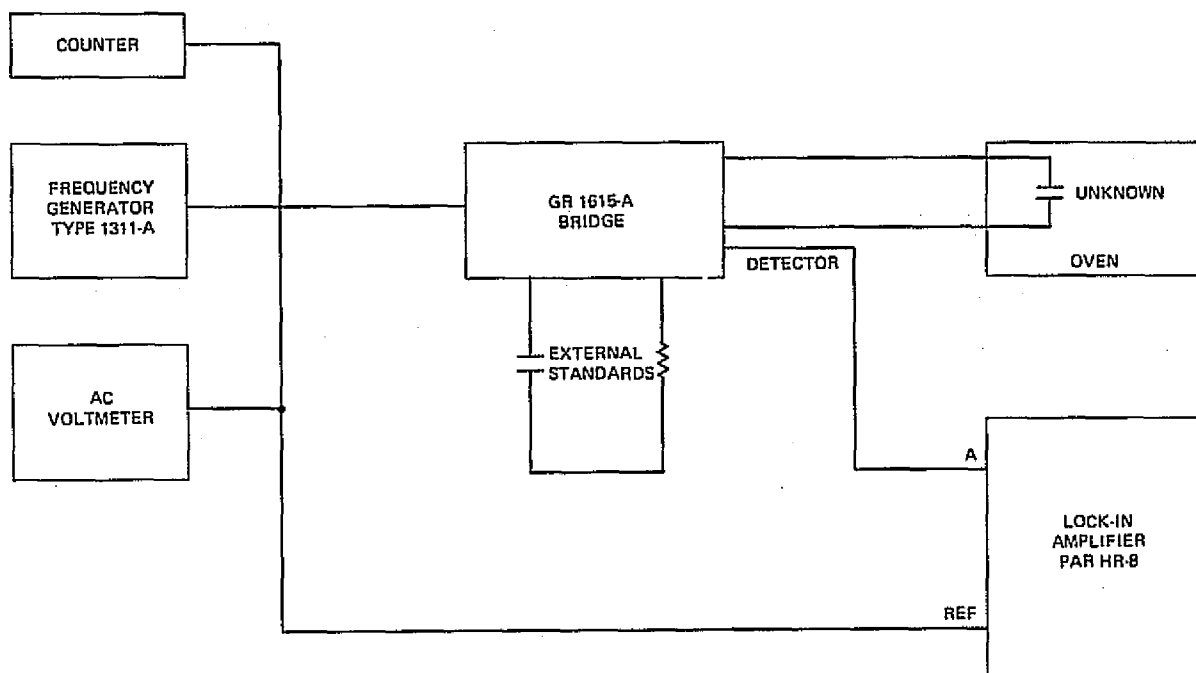 COUNTER
FREQUENCY
GENERATOR
TYPE 1311-A
GR 1615-A
BRIDGE
UNKNOWN
OVEN
DETECTOR
EXTERNAL
STANDARDS
AC
VOLTMETER
A
LOCK-IN
AMPLIFIER
PAR HR-8
REF